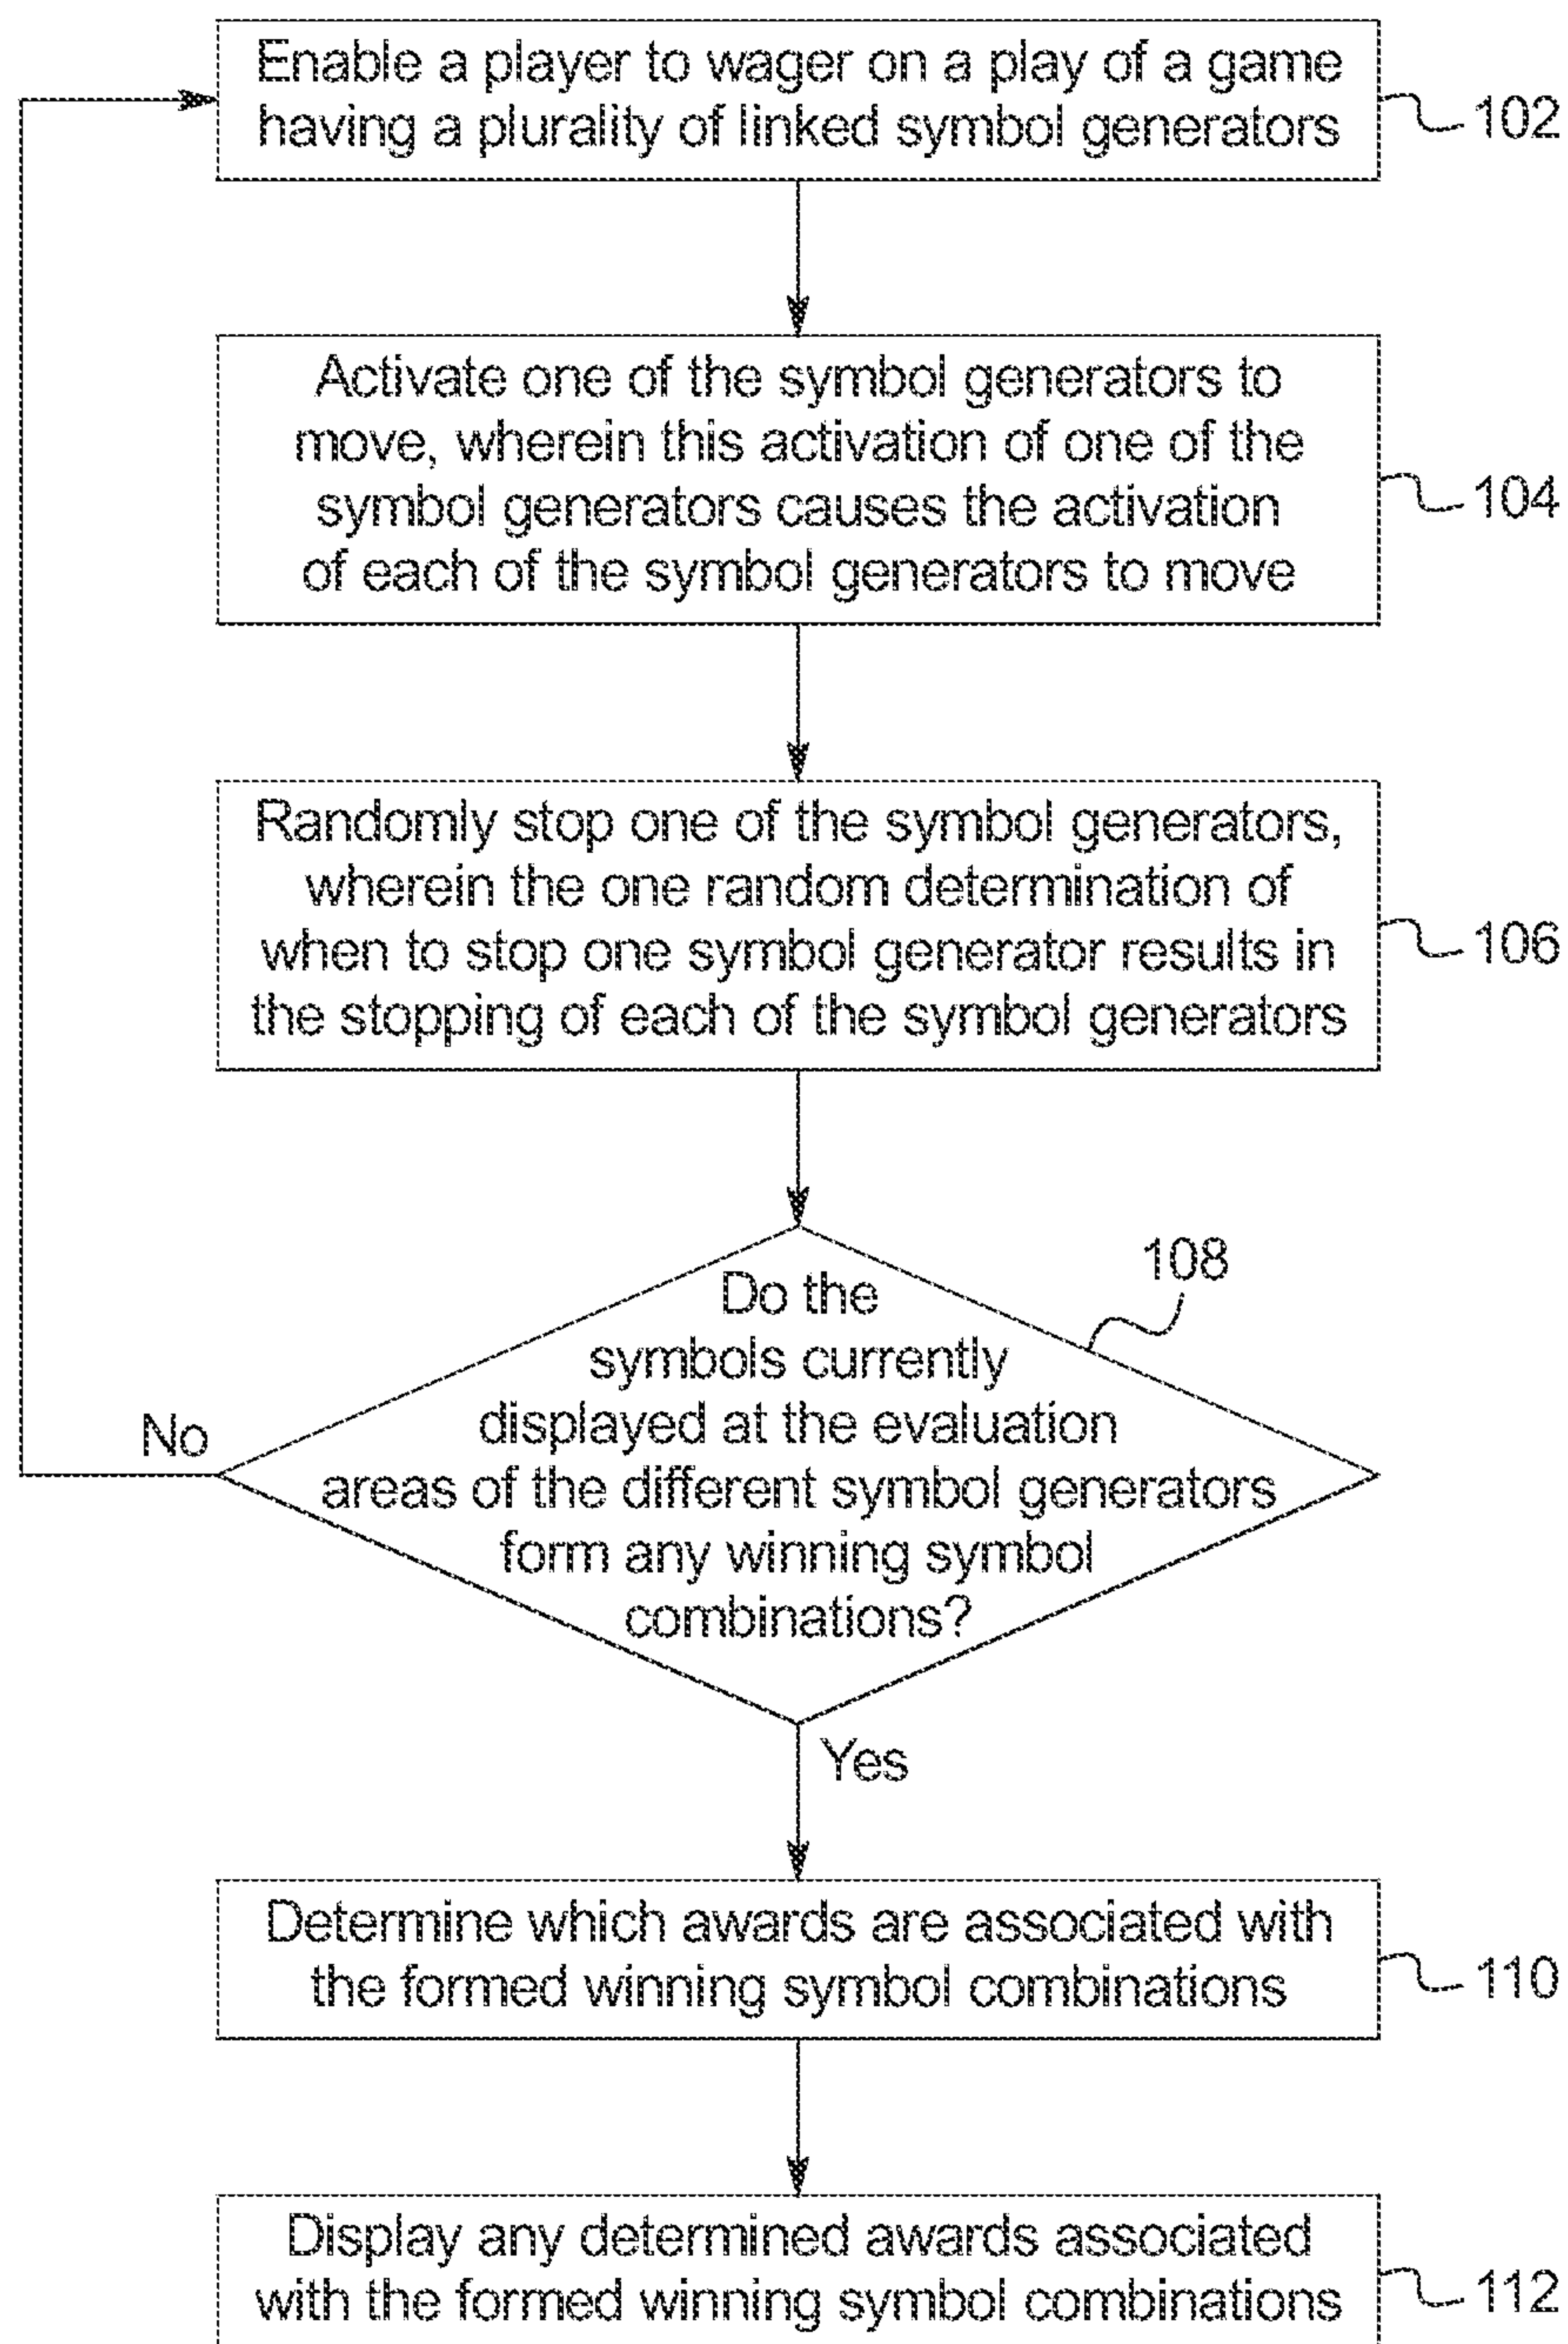 Enable a player to wager on a play of a game
having a plurality of linked symbol generators
102
Activate one of the symbol generators to
move, wherein this activation of one of the
symbol generators causes the activation
of each of the symbol generators to move
104
Randomly stop one of the symbol generators,
wherein the one random determination of
when to stop one symbol generator results in
the stopping of each of the symbol generators
106
108
Do the
symbols currently
displayed at the evaluation
areas of the different symbol generators
form any winning symbol
combinations?
No
Yes
Determine which awards are associated with
the formed winning symbol combinations
110
Display any determined awards associated
with the formed winning symbol combinations
112